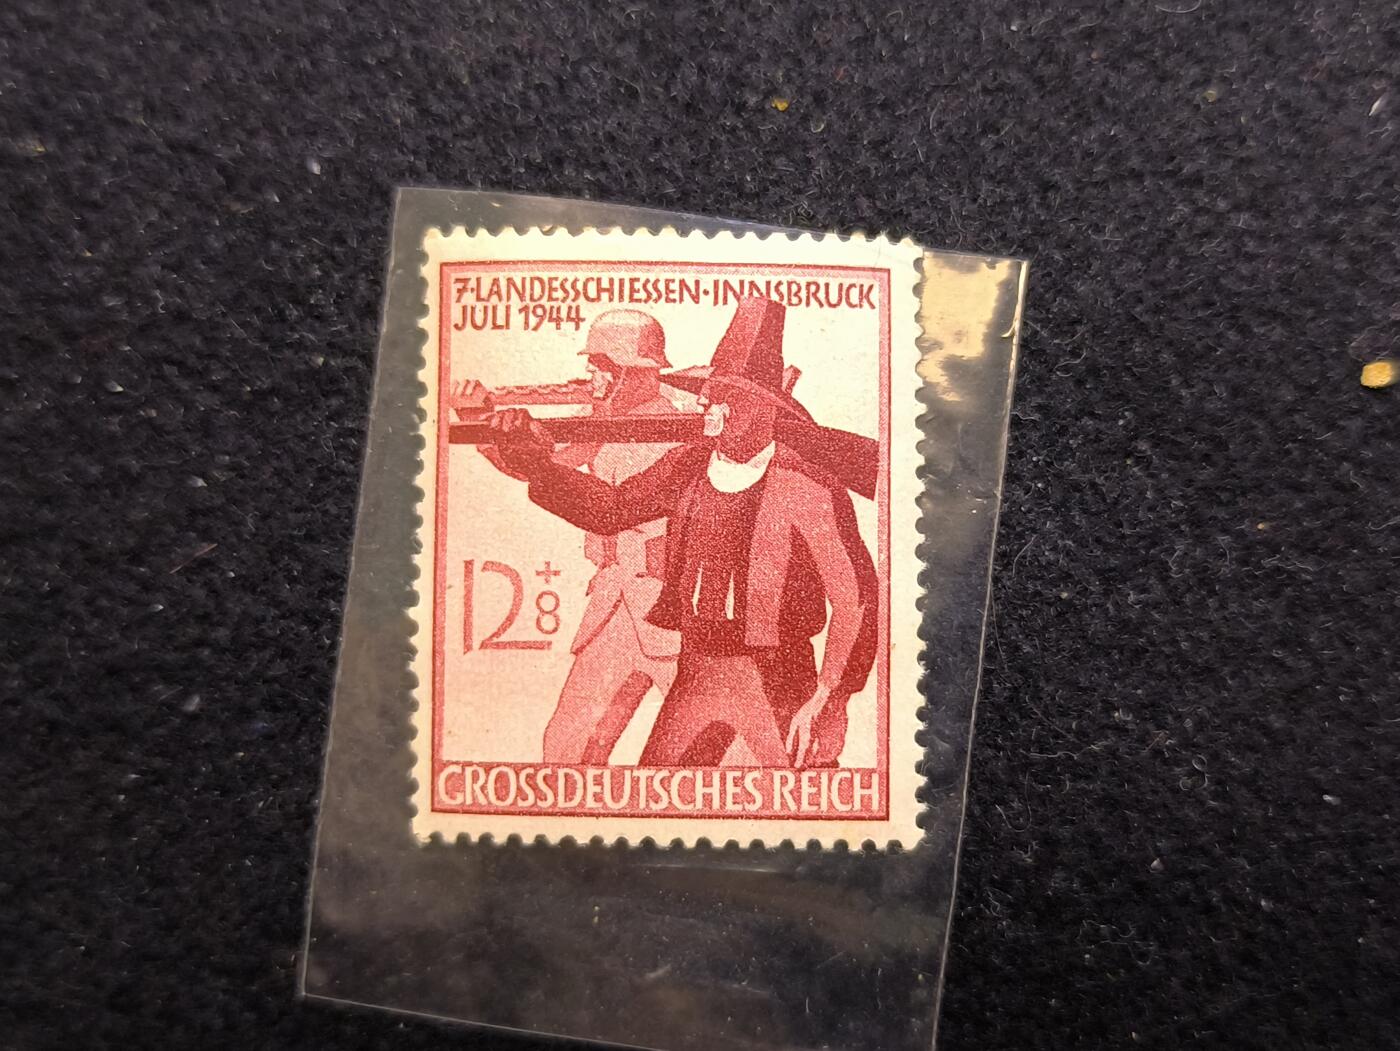 7·LANDESSCHIESSEN·INNSBRUCK
JULI 1944
12+8
GROSSDEUTSCHES REICH